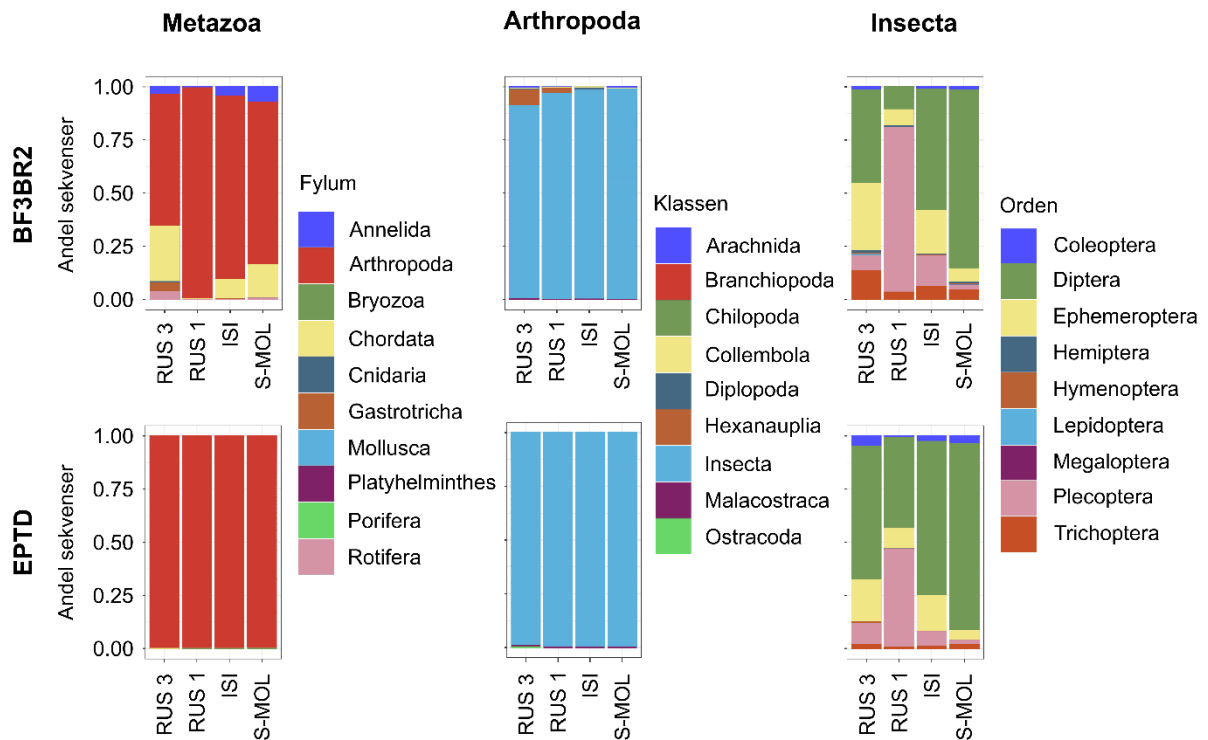 Metazoa
Arthropoda
Insecta
BF3BR2
Andel sekvenser
1.00
0.75
0.50
0.25
0.00
RUS 3
RUS 1
ISI
S-MOL
Fylum
Annelida
Arthropoda
Bryozoa
Chordata
Cnidaria
Gastrotricha
Mollusca
Platyhelminthes
Porifera
Rotifera
RUS 3
RUS 1
ISI
S-MOL
Klassen
Arachnida
Branchiopoda
Chilopoda
Collembola
Diplopoda
Hexanauplia
Insecta
Malacostraca
Ostracoda
RUS 3
RUS 1
ISI
S-MOL
Orden
Coleoptera
Diptera
Ephemeroptera
Hemiptera
Hymenoptera
Lepidoptera
Megaloptera
Plecoptera
Trichoptera
EPTD
Andel sekvenser
1.00
0.75
0.50
0.25
0.00
RUS 3
RUS 1
ISI
S-MOL
RUS 3
RUS 1
ISI
S-MOL
RUS 3
RUS 1
ISI
S-MOL